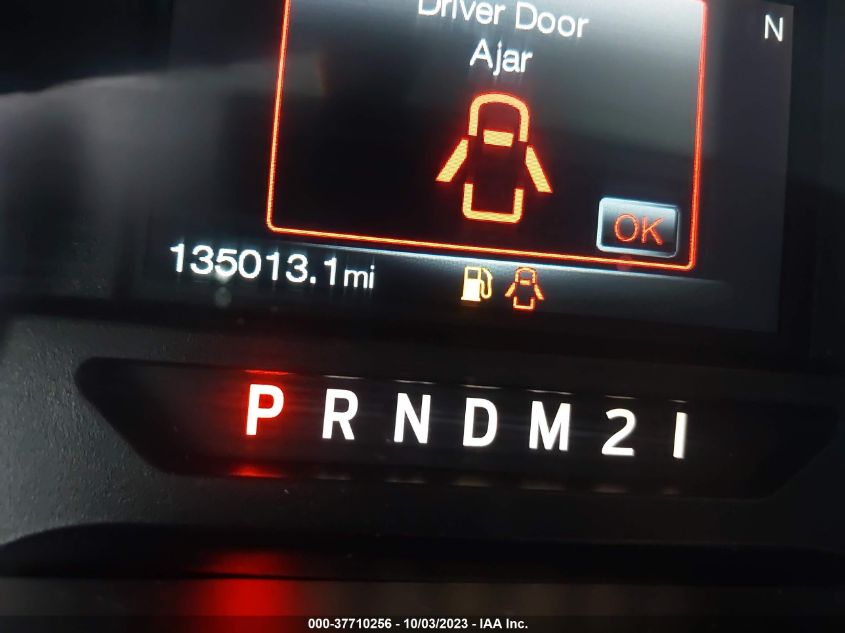 Driver Door
Ajar
N
OK
135013.1mi
P R N D M 2 1
000-37710256 - 10/03/2023 - IAA Inc.